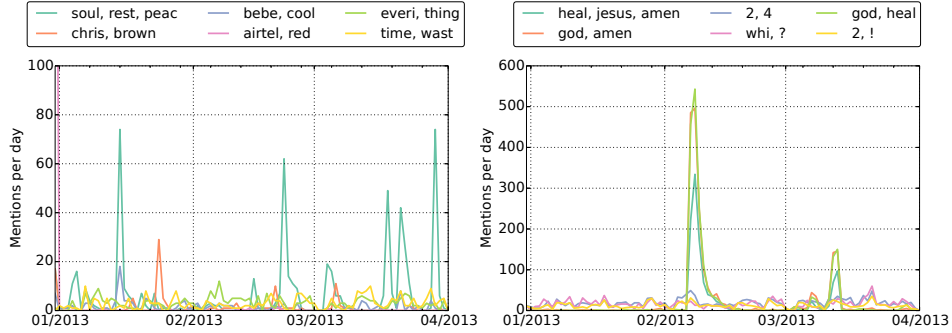 soul, rest, peac bebe, cool everi, thing
chris, brown airtel, red time, wast
100
80
60
40
20
0
Mentions per day
01/2013 02/2013 03/2013 04/2013
heal, jesus, amen 2, 4 god, heal
god, amen whi, ? 2, !
600
500
400
300
200
100
Mentions per day
01/2013 02/2013 03/2013 04/2013